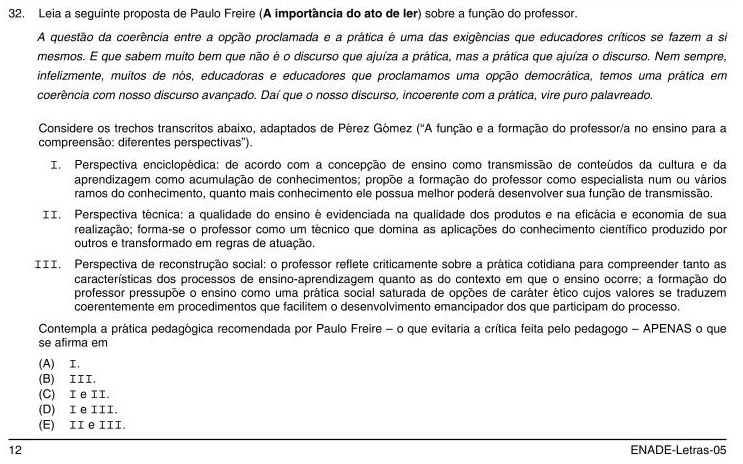 32. Leia a seguinte proposta de Paulo Freire (A importância do ato de ler) sobre a função do professor.
A questão da coerência entre a opção proclamada e a prática é uma das exigências que educadores críticos se fazem a si
mesmos. E que sabem muito bem que não é o discurso que ajuíza a prática, mas a prática que ajuíza o discurso. Nem sempre,
infelizmente, muitos de nós, educadoras e educadores que proclamamos uma opção democrática, temos uma prática em
coerência com nosso discurso avançado. Daí que o nosso discurso, incoerente com a prática, vire puro palavreado.
Considere os trechos transcritos abaixo, adaptados de Pérez Gómez ("A função e a formação do professor/a no ensino para a
compreensão: diferentes perspectivas").
I. Perspectiva enciclopédica: de acordo com a concepção de ensino como transmissão de conteúdos da cultura e da
aprendizagem como acumulação de conhecimentos; propõe a formação do professor como especialista num ou vários
ramos do conhecimento, quanto mais conhecimento ele possua melhor poderá desenvolver sua função de transmissão.
II. Perspectiva técnica: a qualidade do ensino é evidenciada na qualidade dos produtos e na eficácia e economia de sua
realização; forma-se o professor como um técnico que domina as aplicações do conhecimento científico produzido por
outros e transformado em regras de atuação.
III. Perspectiva de reconstrução social: o professor reflete criticamente sobre a prática cotidiana para compreender tanto as
características dos processos de ensino-aprendizagem quanto as do contexto em que o ensino ocorre; a formação do
professor pressupõe o ensino como uma prática social saturada de opções de caráter ético cujos valores se traduzem
coerentemente em procedimentos que facilitem o desenvolvimento emancipador dos que participam do processo.
Contempla a prática pedagógica recomendada por Paulo Freire – o que evitaria a crítica feita pelo pedagogo – APENAS o que
se afirma em
(A) I.
(B) III.
(C) I e II.
(D) I e III.
(E) II e III.
12 ENADE-Letras-05